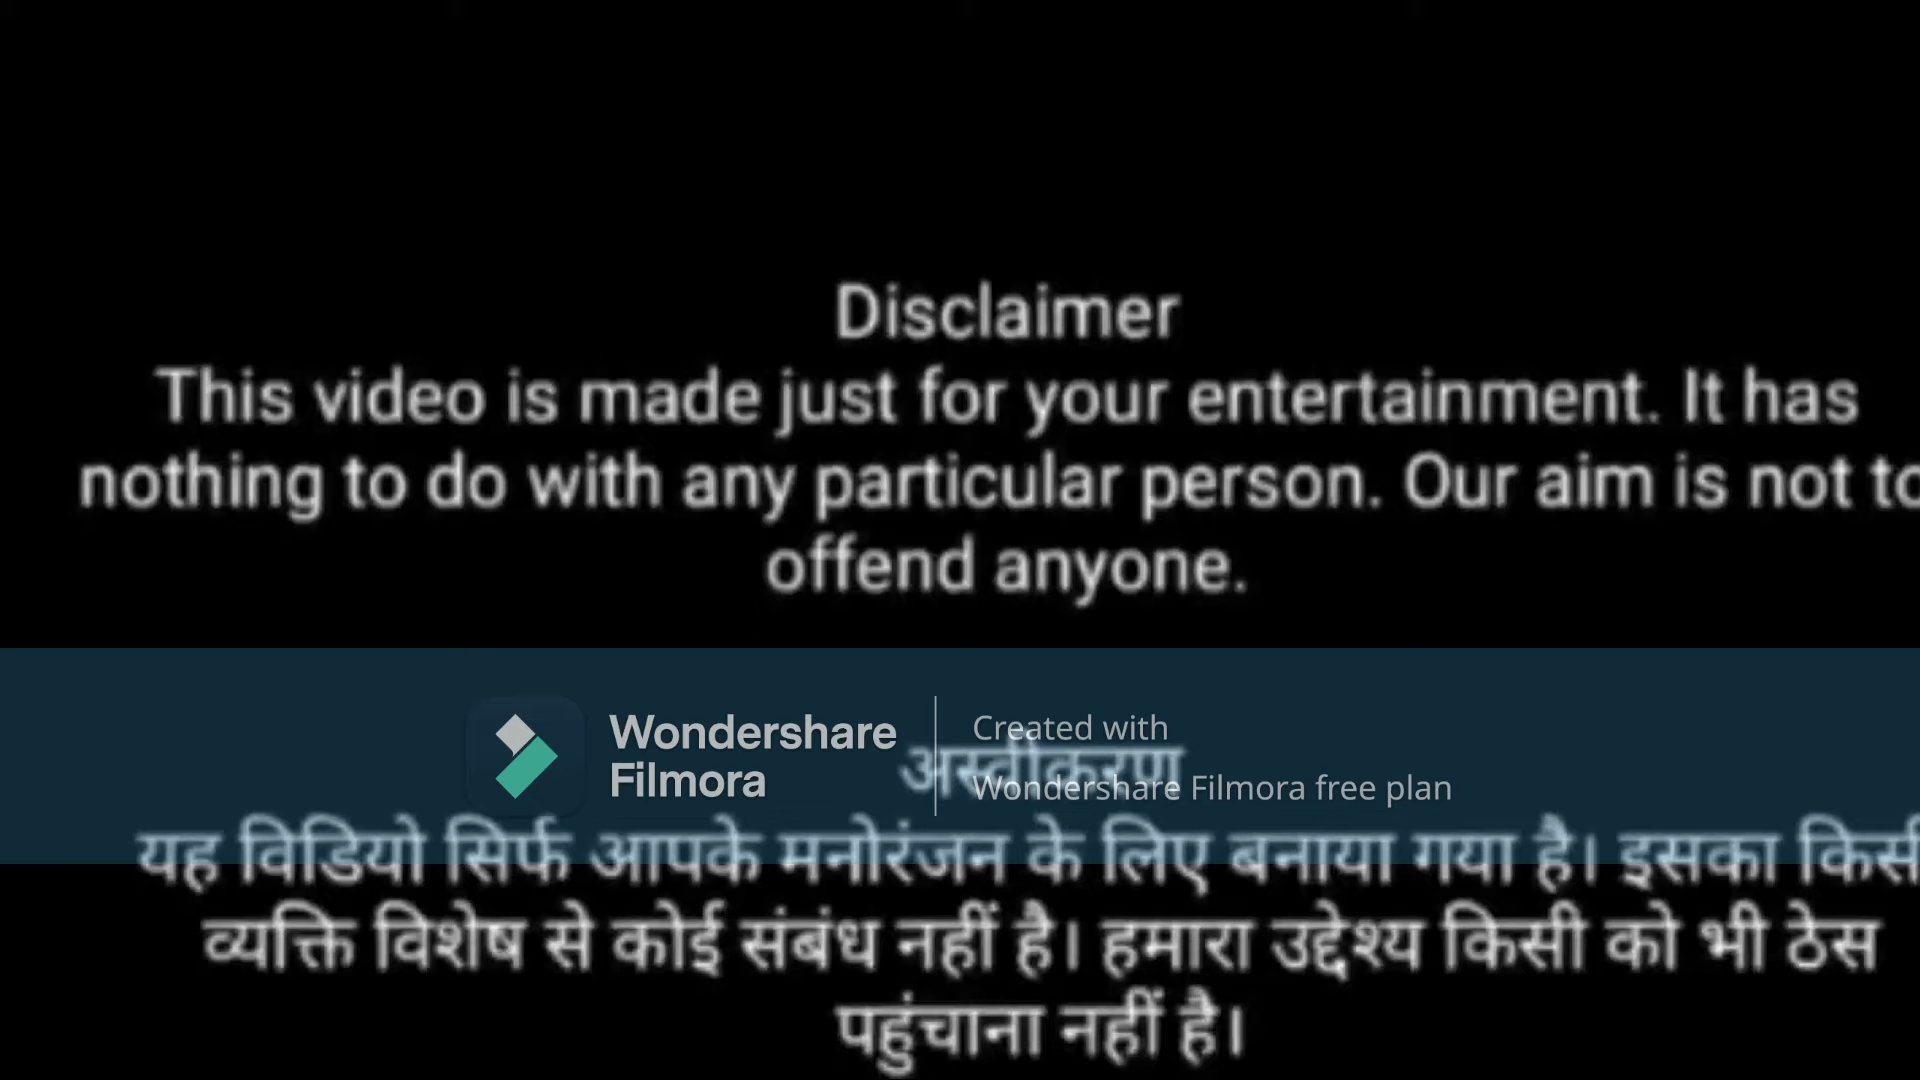 Disclaimer
This video is made just for your entertainment. It has
nothing to do with any particular person. Our aim is not to
offend anyone.
Wondershare
Filmora
Created with
Wondershare Filmora free plan
अस्वीकरण
यह विडियो सिर्फ आपके मनोरंजन के लिए बनाया गया है। इसका किसी
व्यक्ति विशेष से कोई संबंध नहीं है। हमारा उद्देश्य किसी को भी ठेस
पहुंचाना नहीं है।